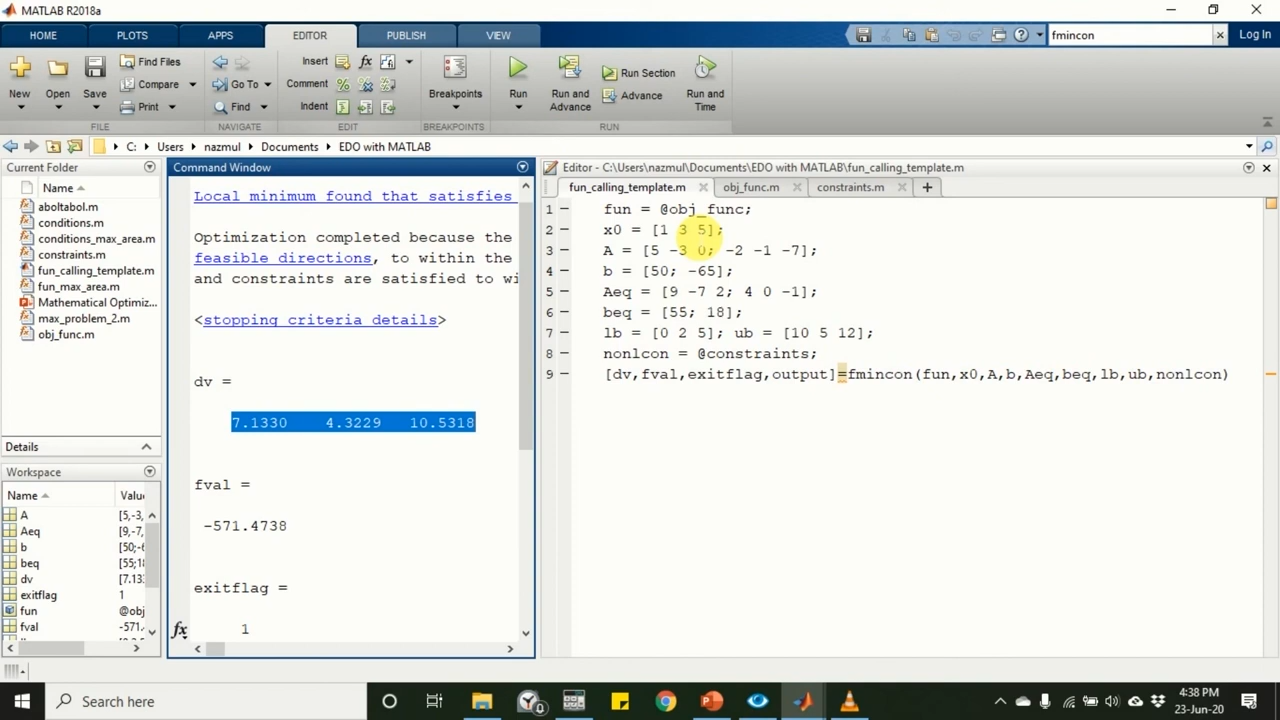 MATLAB R2018a
HOME PLOTS APPS EDITOR PUBLISH VIEW fmincon Log In
New Open Save Find Files Compare Print
Insert Comment Indent
Go To Find
Breakpoints Run Run and Advance Run Section Advance Run and Time
FILE NAVIGATE EDIT BREAKPOINTS RUN
C: Users nazmul Documents EDO with MATLAB
Current Folder
Name
aboltabol.m
conditions.m
conditions_max_area.m
constraints.m
fun_calling_template.m
fun_max_area.m
Mathematical Optimiz...
max_problem_2.m
obj_func.m
Details
Workspace
Name Valu
A [5,-3,
Aeq [9,-7,
b [50;-6
beq [55;18
dv [7.13
exitflag 1
fun @obj
fval -571.
Command Window
Local minimum found that satisfies
Optimization completed because the
feasible directions, to within the
and constraints are satisfied to wi
<stopping criteria details>
dv =
7.1330 4.3229 10.5318
fval =
-571.4738
exitflag =
fx 1
Editor - C:\Users\nazmul\Documents\EDO with MATLAB\fun_calling_template.m
fun_calling_template.m obj_func.m constraints.m
1 fun = @obj_func;
2 x0 = [1 3 5];
3 A = [5 -3 0; -2 -1 -7];
4 b = [50; -65];
5 Aeq = [9 -7 2; 4 0 -1];
6 beq = [55; 18];
7 lb = [0 2 5]; ub = [10 5 12];
8 nonlcon = @constraints;
9 [dv,fval,exitflag,output]=fmincon(fun,x0,A,b,Aeq,beq,lb,ub,nonlcon)
Search here
4:38 PM
23-Jun-20